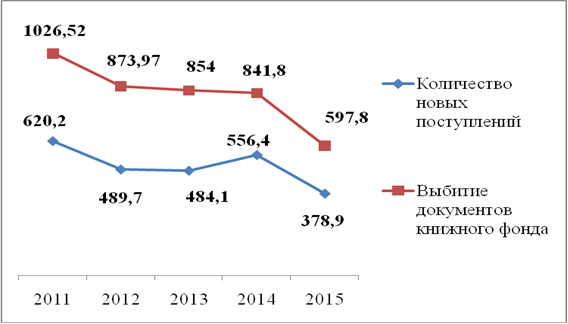 1026,52
873,97
854
841,8
597,8
620,2
489,7
484,1
556,4
378,9
2011 2012 2013 2014 2015
Количество
новых
поступлений
Выбитие
документов
книжного фонда